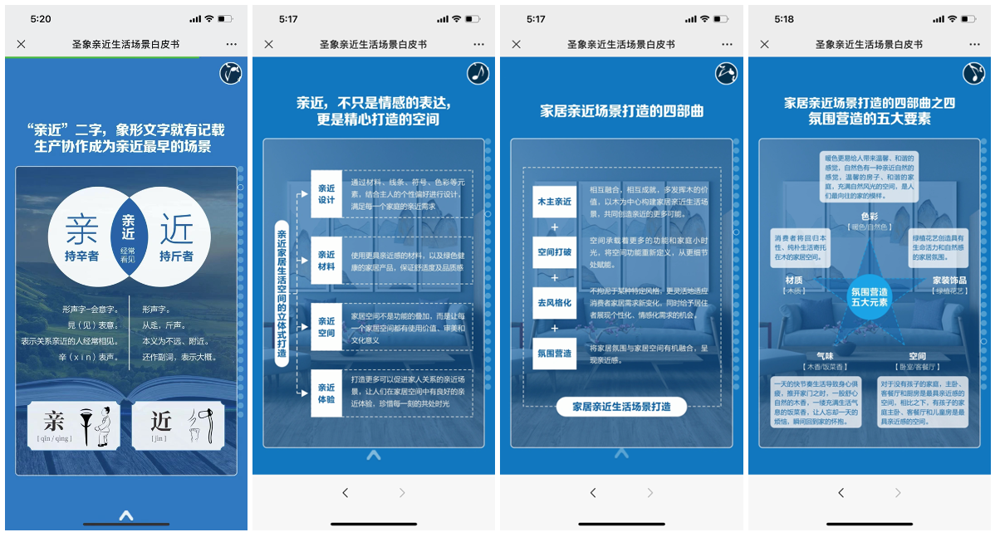 5:20
圣象亲近生活场景白皮书
“亲近”二字，象形文字就有记载
生产协作成为亲近最早的场景
亲
持辛者
亲近
经常
看见
近
持斤者
形声字-会意字。
見（见）表意。
表示关系亲近的人经常相见。
辛（xin）表声。
形声字。
从辵，斤声。
本义为不远、附近。
还作副词，表示大概。
亲
[ qīn / qìng ]
近
[ jìn ]
5:17
圣象亲近生活场景白皮书
亲近，不只是情感的表达，
更是精心打造的空间
亲近家居生活空间的立体式打造
亲近
设计
通过材料、线条、符号、色彩等元
素，结合主人的个性偏好进行设计，
满足每一个家庭的亲近需求
亲近
材料
使用更具亲近感的材料，以及绿色健
康的家居产品，保证舒适度及品质感
亲近
空间
家居空间不是功能的叠加，而是让每
一个家居空间都有使用价值、审美和
文化意义
亲近
体验
打造更多可以促进家人关系的亲近场
景，让人们在家居空间中有良好的亲
近体验，珍惜每一刻的共处时光
5:17
圣象亲近生活场景白皮书
家居亲近场景打造的四部曲
木主亲近
相互融合，相互成就，多发挥木的价
值，以木为中心构建家居亲近生活场
景，共同创造亲近的更多可能。
+
空间打破
空间承载着更多的功能和家庭小时
光，将空间功能重新定义，从更细节
处赋能。
+
去风格化
不拘泥于某种特定风格，更灵活地适应
消费者家居需求新变化，同时给予居住
者展现个性化、情感化需求的机会。
+
氛围营造
将家居氛围与家居空间有机融合，呈
现亲近感。
家居亲近生活场景打造
5:18
圣象亲近生活场景白皮书
家居亲近场景打造的四部曲之四
氛围营造的五大要素
暖色更易给人带来温馨、和谐的
感觉，自然色有一种亲近自然的
感觉，温馨的房子、和谐的家
庭，充满自然风光的空间，是人
们最向往的家的模样。
色彩
【 暖色/自然色 】
消费者将回归本
性、纯朴生活寄托
在木的家居空间。
材质
【 木质 】
绿植花艺创造具有
生命活力和自然感
的家居氛围。
家装饰品
【 绿植花艺 】
氛围营造
五大元素
气味
【 木香/饭菜香 】
一天的快节奏生活导致身心俱
疲，推开家门之时，一股舒心
自然的木香，一缕充满生活气
息的饭菜香，让人忘却一天的
烦恼，瞬间回到家的怀抱。
空间
【 卧室/客餐厅 】
对于没有孩子的家庭，主卧、
客餐厅和厨房是最具亲近感的
空间，相比之下，有孩子的家
庭主卧、客餐厅和儿童房是最
具亲近感的空间。